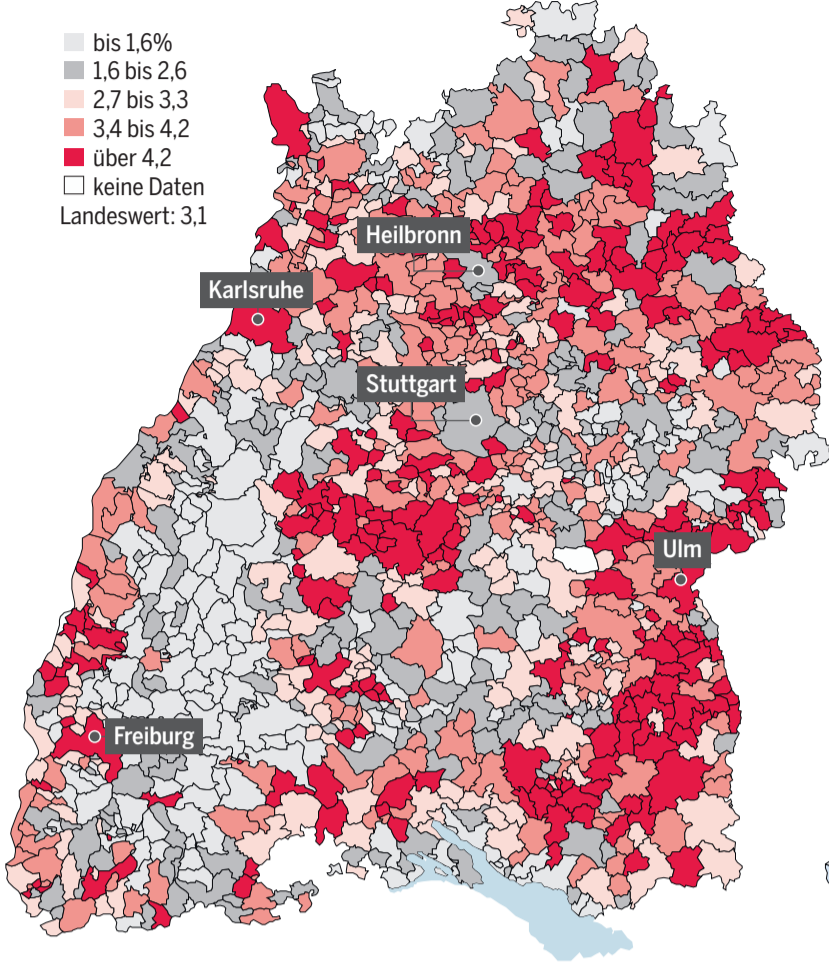 bis 1,6%
1,6 bis 2,6
2,7 bis 3,3
3,4 bis 4,2
über 4,2
keine Daten
Landeswert: 3,1
Heilbronn
Karlsruhe
Stuttgart
Ulm
Freiburg